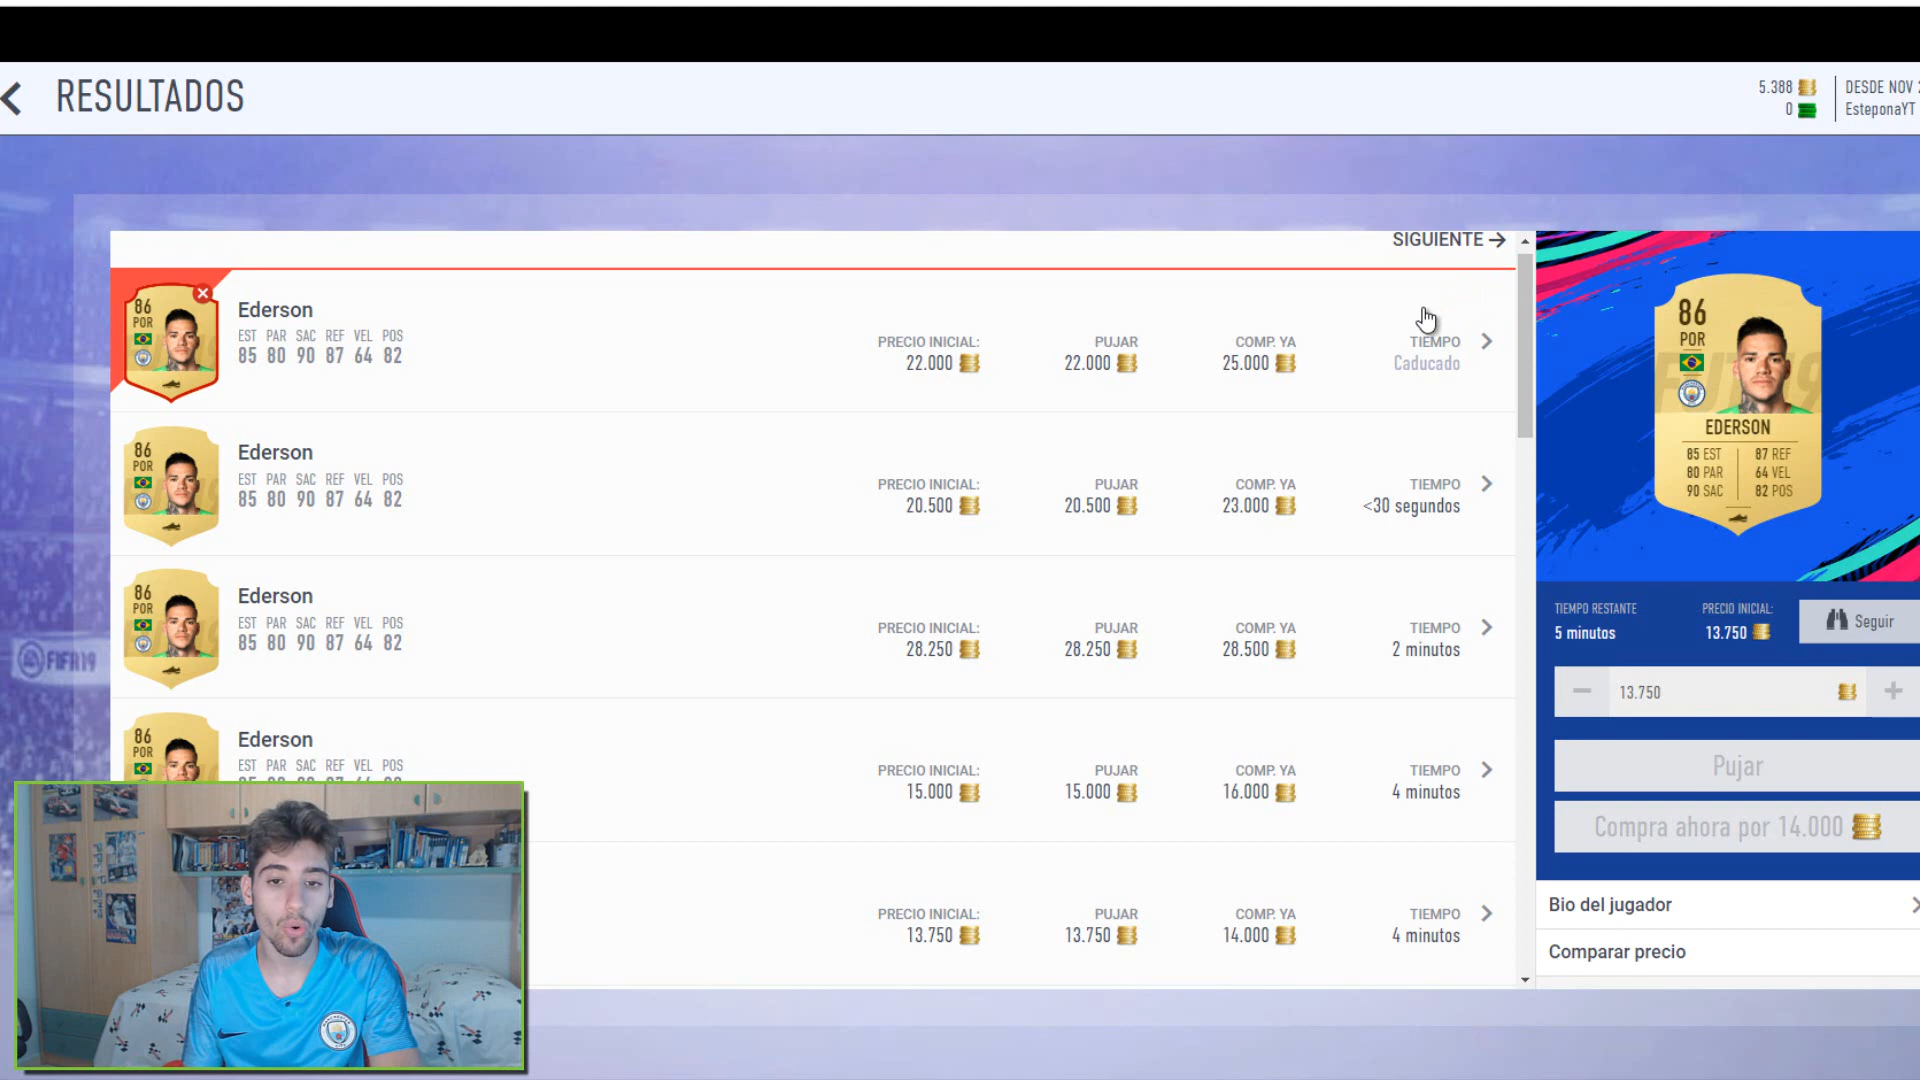 RESULTADOS
5.388
0
DESDE NOV 2
EsteponaYT
SIGUIENTE
86
POR
Ederson
EST PAR SAC REF VEL POS
85 80 90 87 64 82
PRECIO INICIAL:
22.000
PUJAR
22.000
COMP. YA
25.000
TIEMPO
Caducado
86
POR
Ederson
EST PAR SAC REF VEL POS
85 80 90 87 64 82
PRECIO INICIAL:
20.500
PUJAR
20.500
COMP. YA
23.000
TIEMPO
<30 segundos
86
POR
Ederson
EST PAR SAC REF VEL POS
85 80 90 87 64 82
PRECIO INICIAL:
28.250
PUJAR
28.250
COMP. YA
28.500
TIEMPO
2 minutos
86
POR
Ederson
EST PAR SAC REF VEL POS
PRECIO INICIAL:
15.000
PUJAR
15.000
COMP. YA
16.000
TIEMPO
4 minutos
PRECIO INICIAL:
13.750
PUJAR
13.750
COMP. YA
14.000
TIEMPO
4 minutos
86
POR
FUT 19
EDERSON
85 EST 87 REF
80 PAR 64 VEL
90 SAC 82 POS
TIEMPO RESTANTE
5 minutos
PRECIO INICIAL:
13.750
Seguir
13.750
Pujar
Compra ahora por 14.000
Bio del jugador
Comparar precio
FIFA19